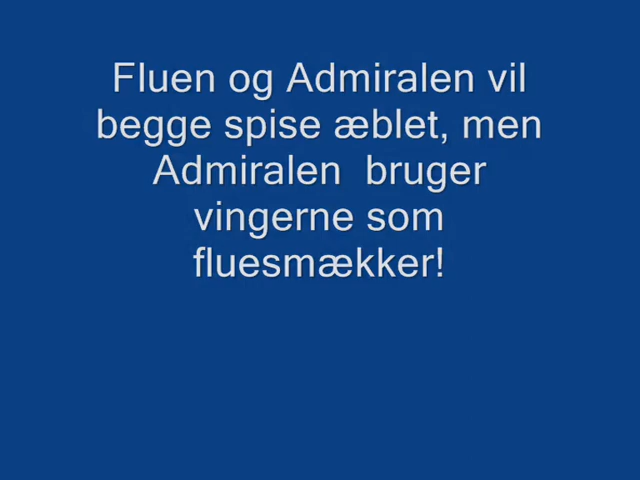 Fluen og Admiralen vil
begge spise æblet, men
Admiralen  bruger
vingerne som
fluesmækker!